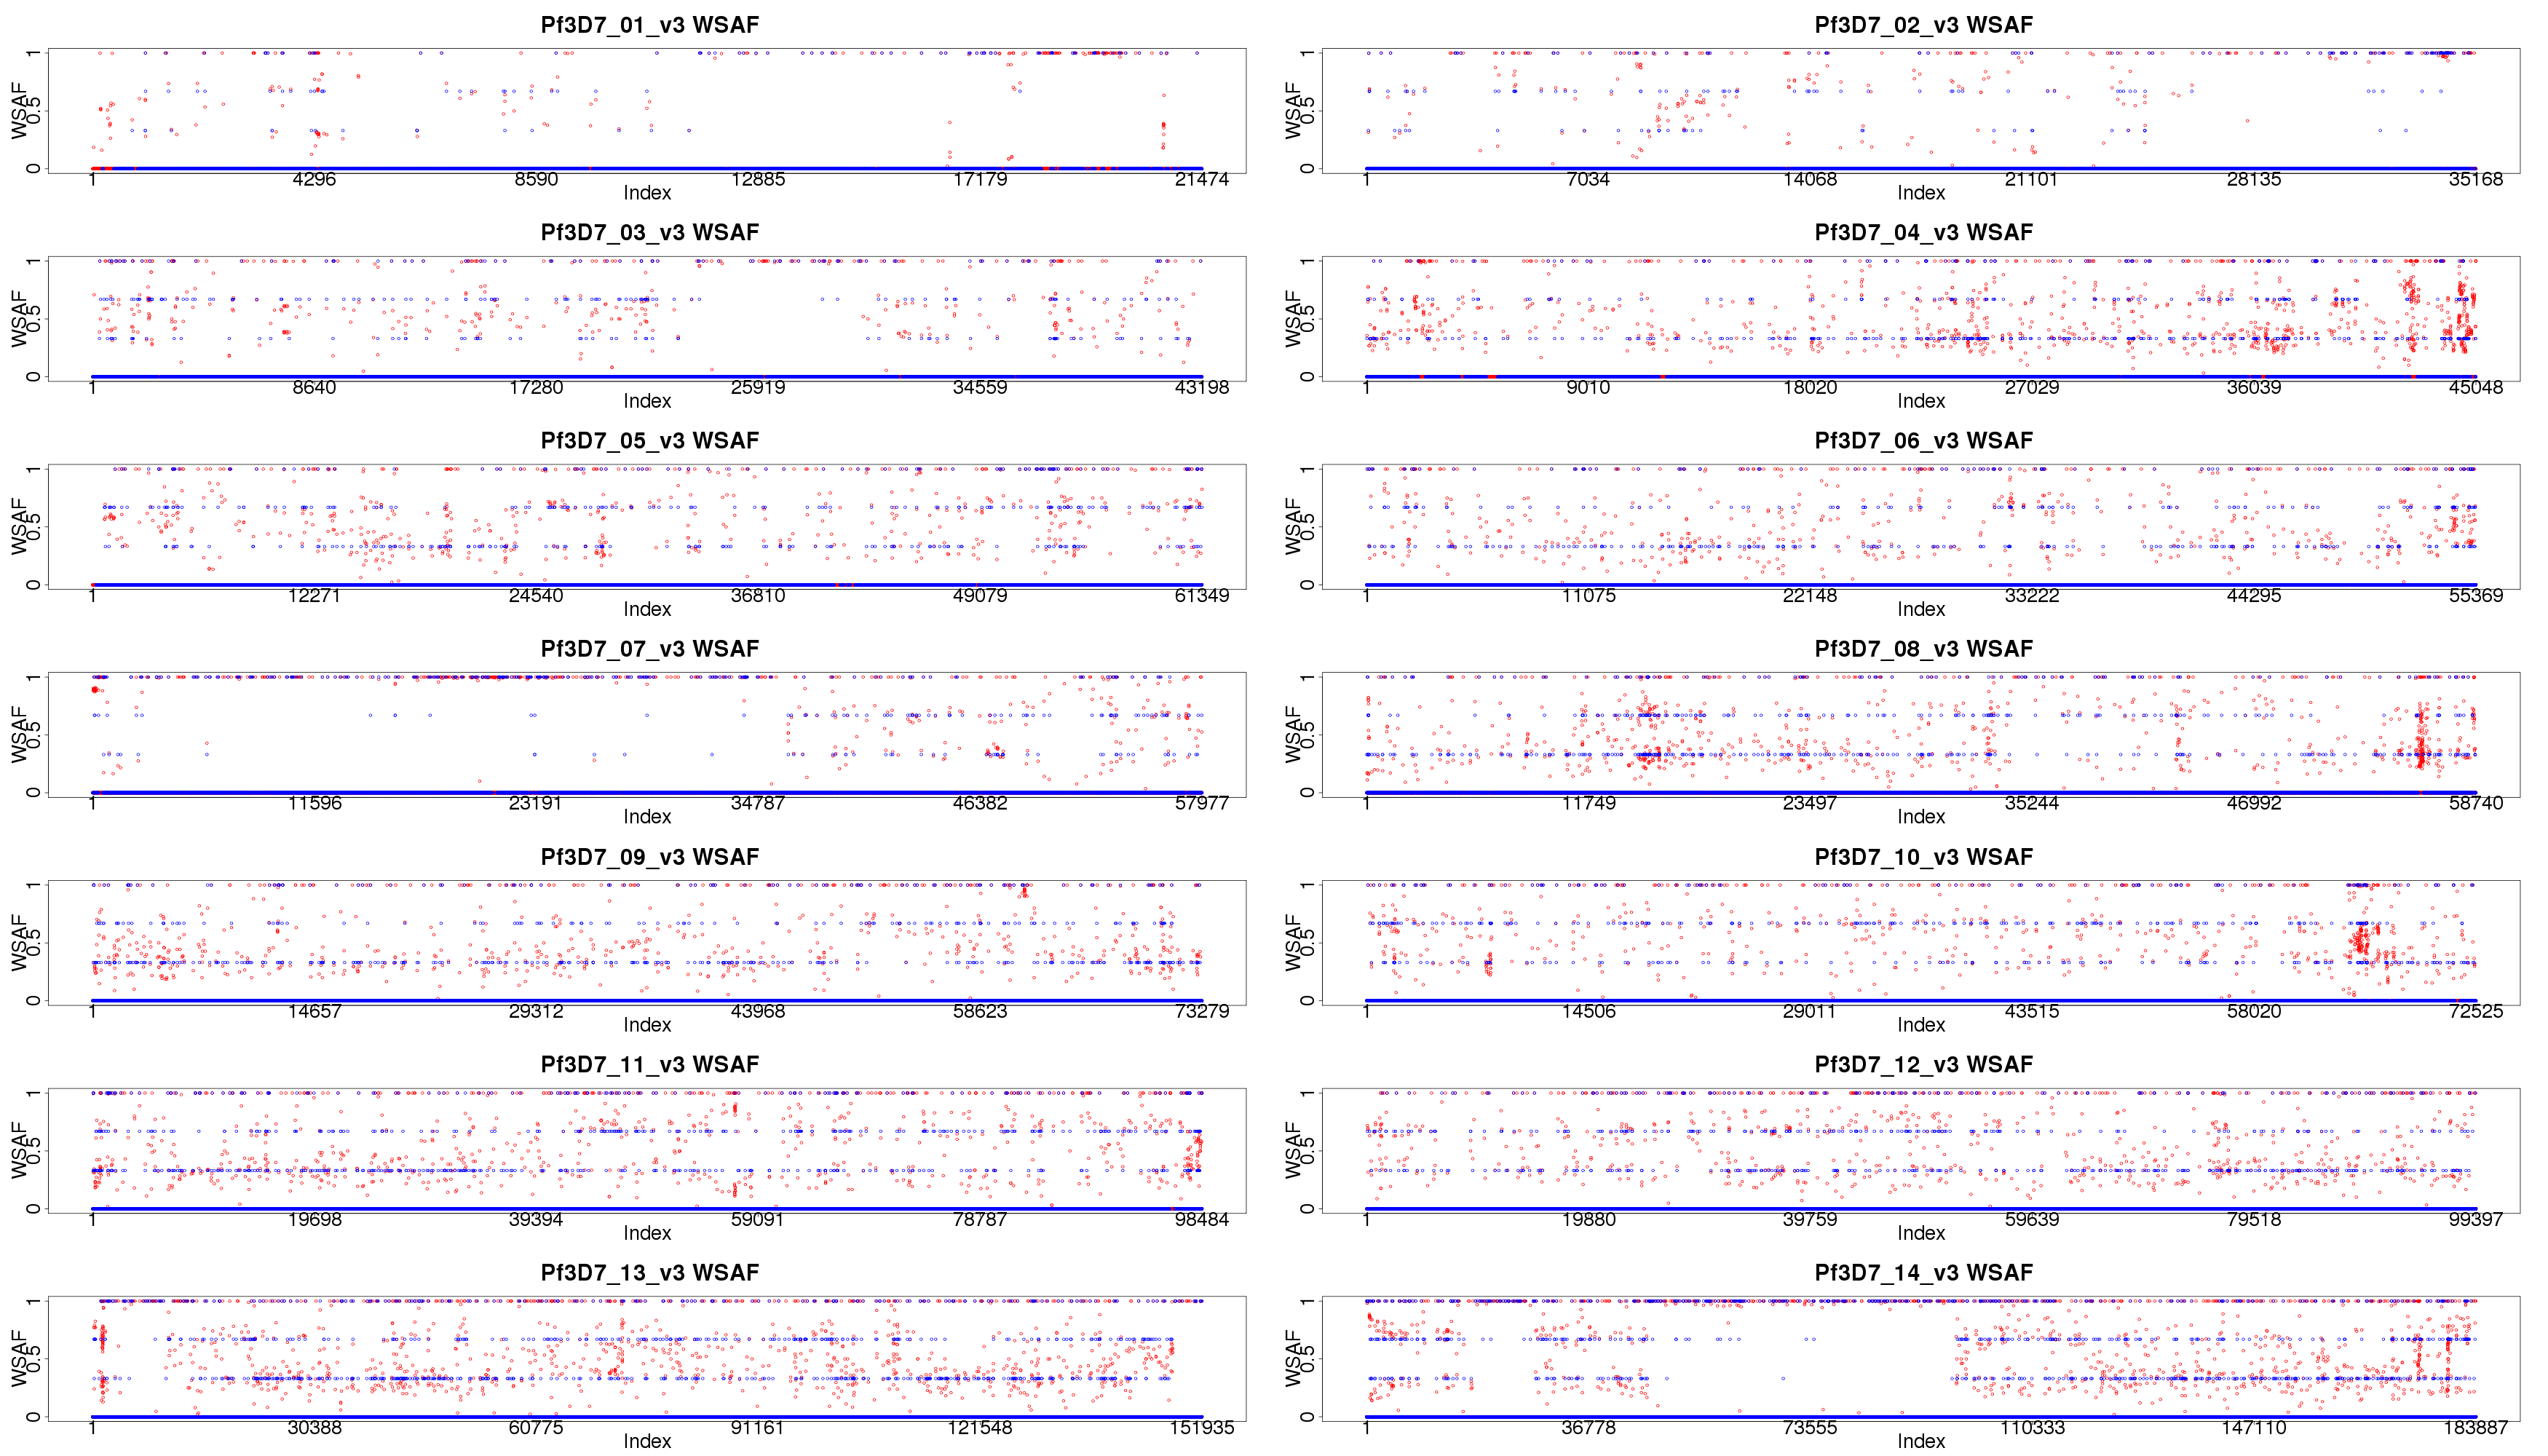 Pf3D7_01_v3 WSAF
WSAF
0 0.5 1
1 4296 8590 12885 17179 21474
Index
Pf3D7_02_v3 WSAF
WSAF
0 0.5 1
1 7034 14068 21101 28135 35168
Index
Pf3D7_03_v3 WSAF
WSAF
0 0.5 1
1 8640 17280 25919 34559 43198
Index
Pf3D7_04_v3 WSAF
WSAF
0 0.5 1
1 9010 18020 27029 36039 45048
Index
Pf3D7_05_v3 WSAF
WSAF
0 0.5 1
1 12271 24540 36810 49079 61349
Index
Pf3D7_06_v3 WSAF
WSAF
0 0.5 1
1 11075 22148 33222 44295 55369
Index
Pf3D7_07_v3 WSAF
WSAF
0 0.5 1
1 11596 23191 34787 46382 57977
Index
Pf3D7_08_v3 WSAF
WSAF
0 0.5 1
1 11749 23497 35244 46992 58740
Index
Pf3D7_09_v3 WSAF
WSAF
0 0.5 1
1 14657 29312 43968 58623 73279
Index
Pf3D7_10_v3 WSAF
WSAF
0 0.5 1
1 14506 29011 43515 58020 72525
Index
Pf3D7_11_v3 WSAF
WSAF
0 0.5 1
1 19698 39394 59091 78787 98484
Index
Pf3D7_12_v3 WSAF
WSAF
0 0.5 1
1 19880 39759 59639 79518 99397
Index
Pf3D7_13_v3 WSAF
WSAF
0 0.5 1
1 30388 60775 91161 121548 151935
Index
Pf3D7_14_v3 WSAF
WSAF
0 0.5 1
1 36778 73555 110333 147110 183887
Index